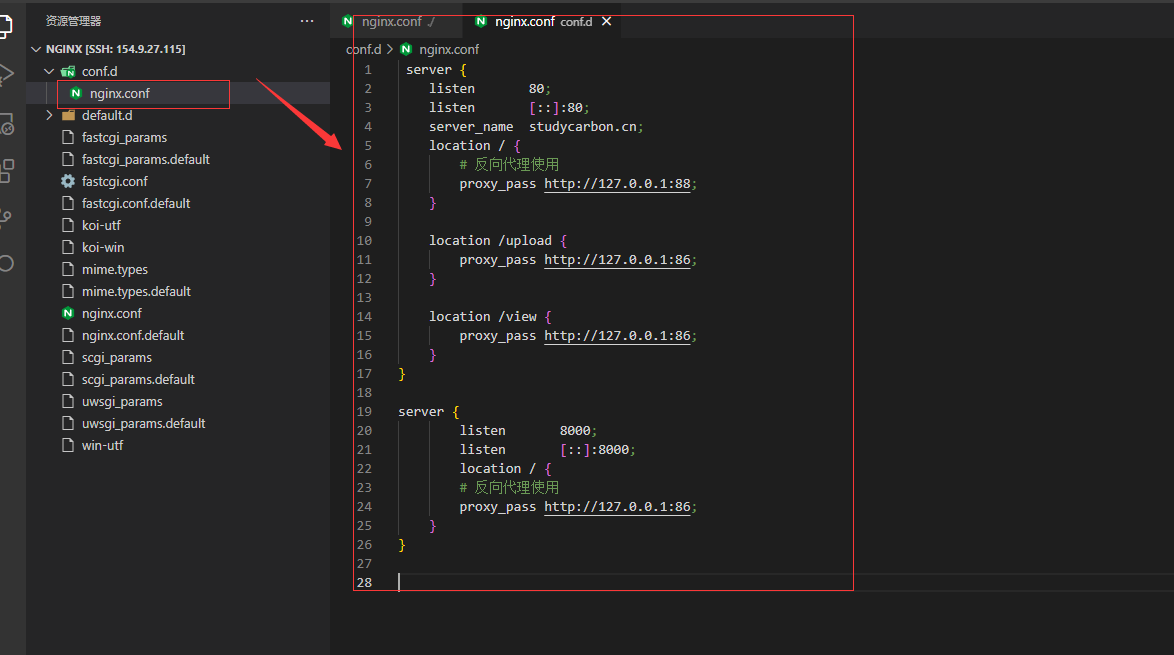 资源管理器
···
NGINX [SSH: 154.9.27.115]
conf.d
nginx.conf
default.d
fastcgi_params
fastcgi_params.default
fastcgi.conf
fastcgi.conf.default
koi-utf
koi-win
mime.types
mime.types.default
nginx.conf
nginx.conf.default
scgi_params
scgi_params.default
uwsgi_params
uwsgi_params.default
win-utf
nginx.conf ./
nginx.conf conf.d
conf.d > nginx.conf
1 server {
2 listen 80;
3 listen [::]:80;
4 server_name studycarbon.cn;
5 location / {
6 # 反向代理使用
7 proxy_pass http://127.0.0.1:88;
8 }
9
10 location /upload {
11 proxy_pass http://127.0.0.1:86;
12 }
13
14 location /view {
15 proxy_pass http://127.0.0.1:86;
16 }
17 }
18
19 server {
20 listen 8000;
21 listen [::]:8000;
22 location / {
23 # 反向代理使用
24 proxy_pass http://127.0.0.1:86;
25 }
26 }
27
28